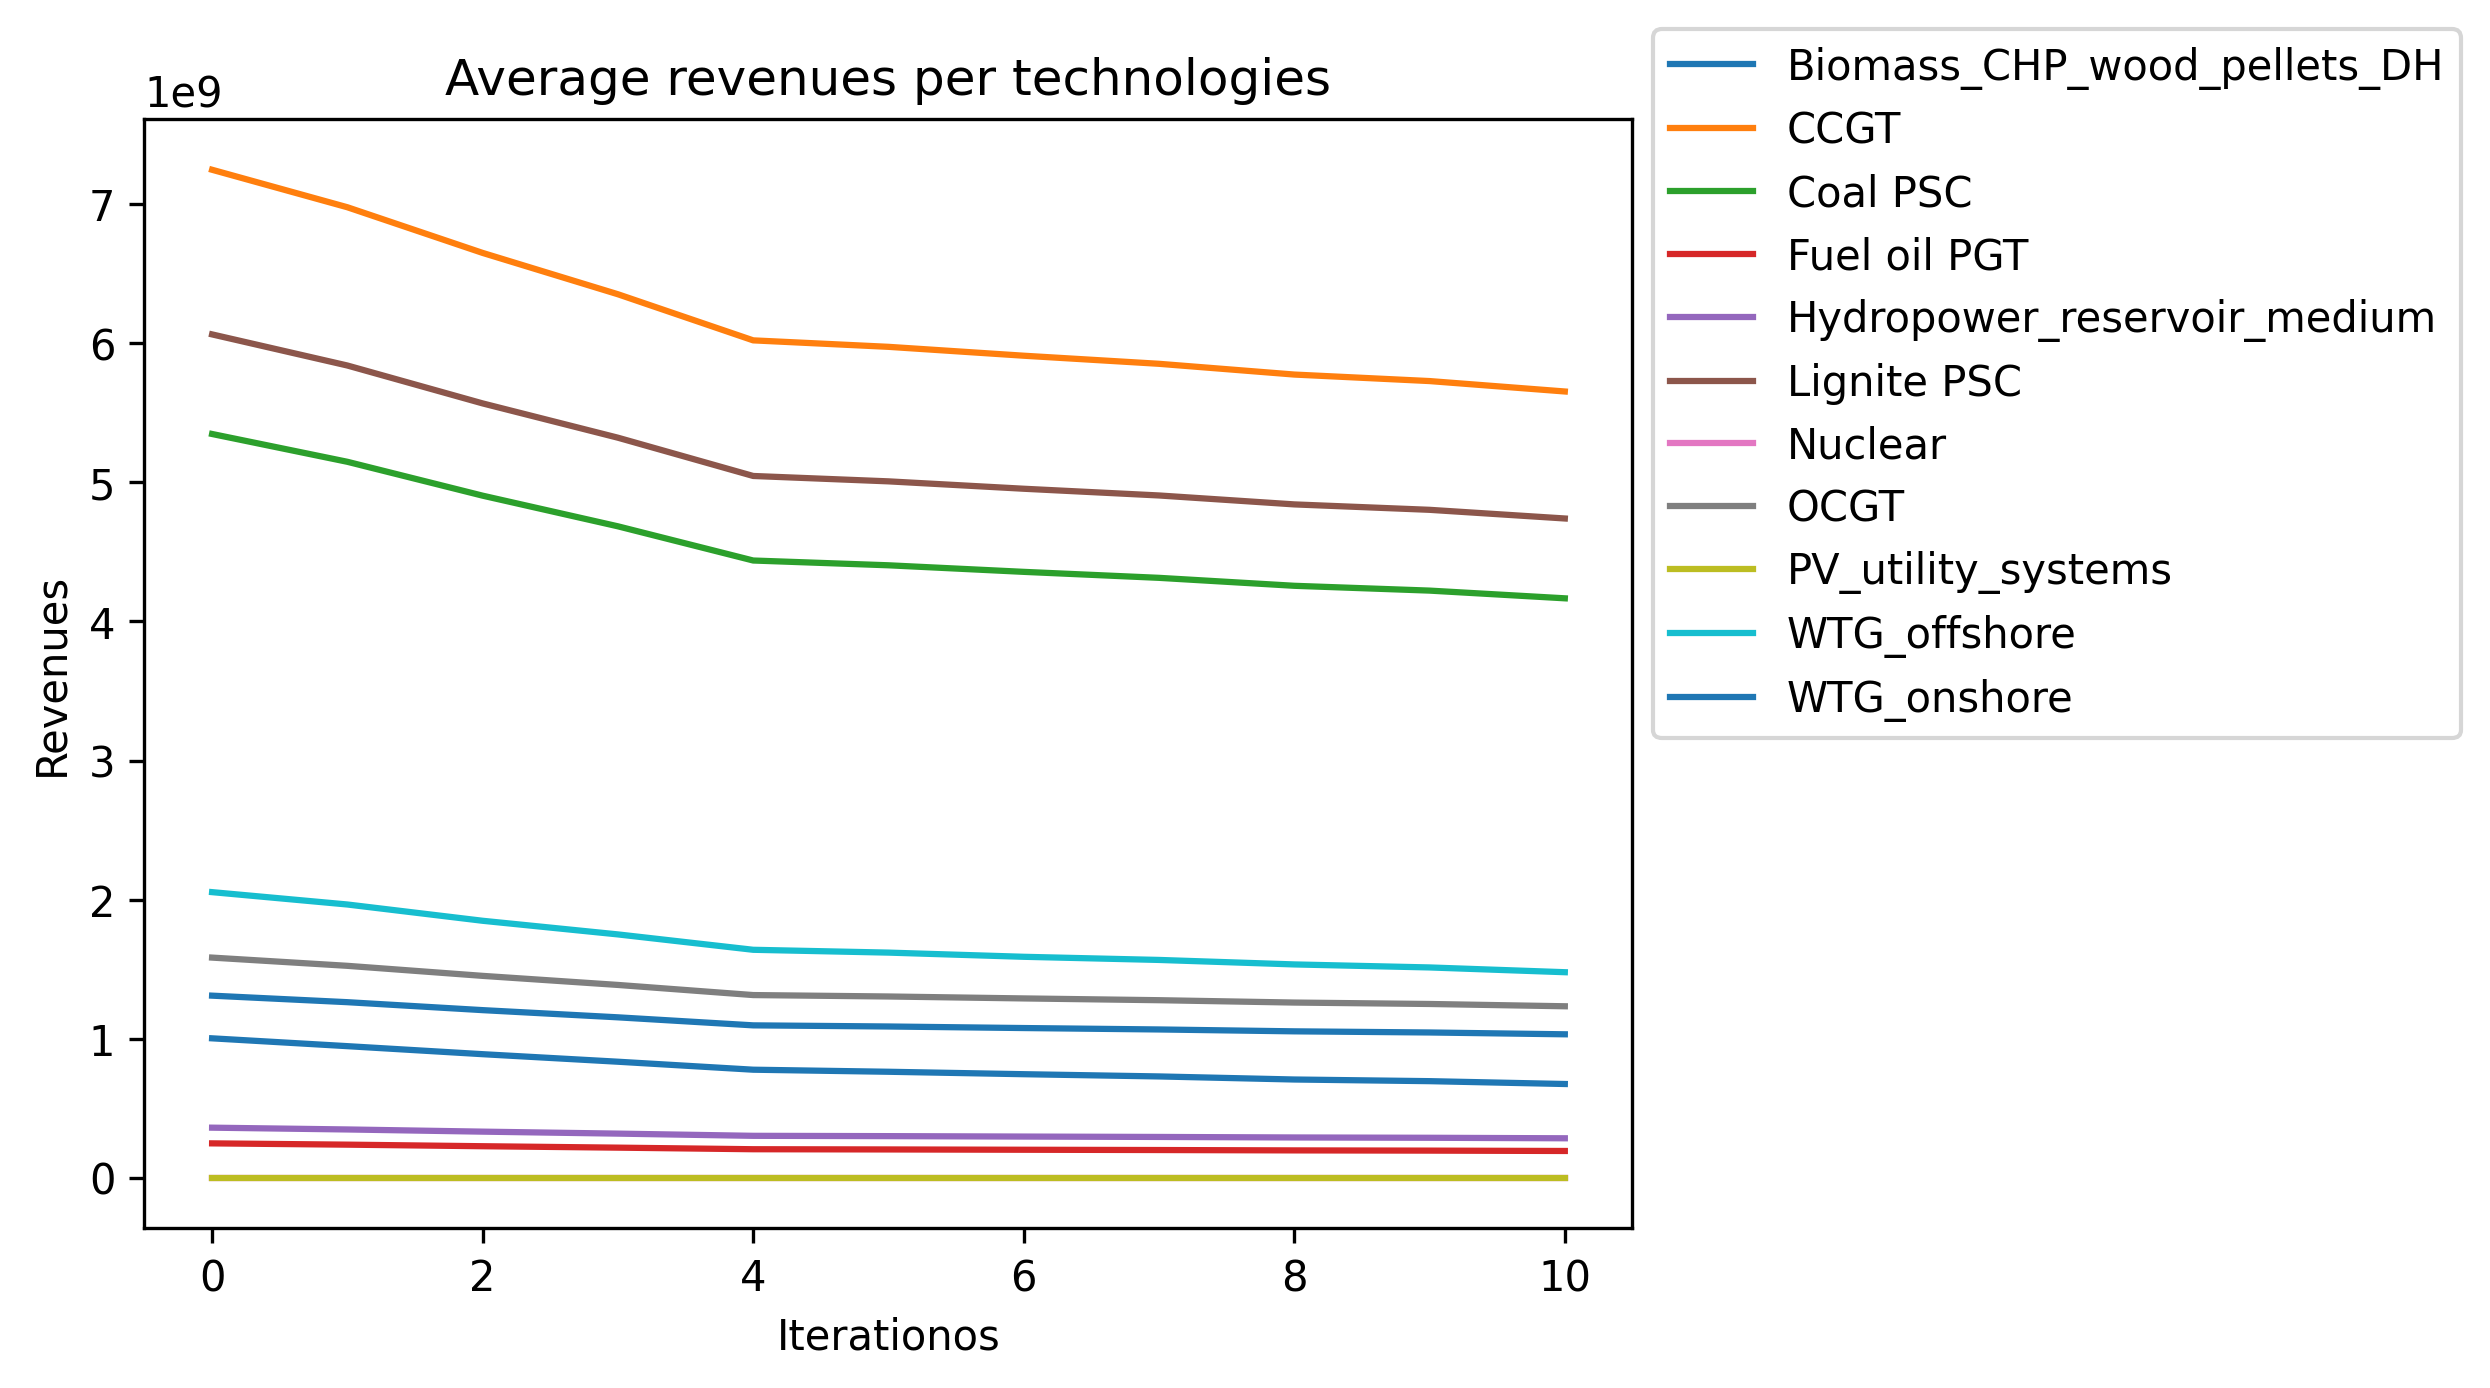 Average revenues per technologies
1e9
7
6
5
4
3
2
1
0
Revenues
0 2 4 6 8 10
Iterationos
Biomass_CHP_wood_pellets_DH
CCGT
Coal PSC
Fuel oil PGT
Hydropower_reservoir_medium
Lignite PSC
Nuclear
OCGT
PV_utility_systems
WTG_offshore
WTG_onshore